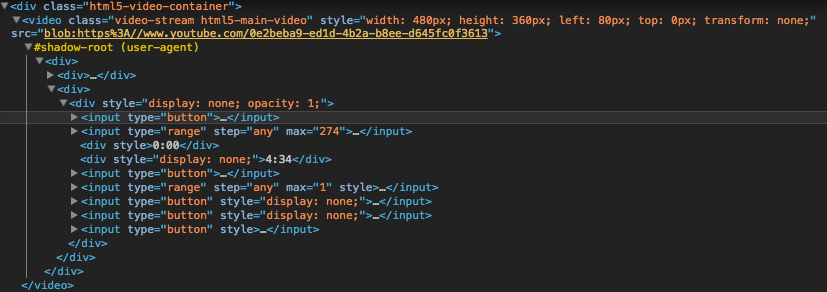 ▼<div class="html5-video-container">
▼<video class="video-stream html5-main-video" style="width: 480px; height: 360px; left: 80px; top: 0px; transform: none;"
src="blob:https%3A//www.youtube.com/0e2beba9-ed1d-4b2a-b8ee-d645fc0f3613">
▼#shadow-root (user-agent)
▼<div>
▶<div>…</div>
▼<div>
▼<div style="display: none; opacity: 1;">
▶<input type="button">…</input>
▶<input type="range" step="any" max="274">…</input>
<div style>0:00</div>
<div style="display: none;">4:34</div>
▶<input type="button">…</input>
▶<input type="range" step="any" max="1" style>…</input>
▶<input type="button" style="display: none;">…</input>
▶<input type="button" style="display: none;">…</input>
▶<input type="button" style>…</input>
</div>
</div>
</div>
</video>